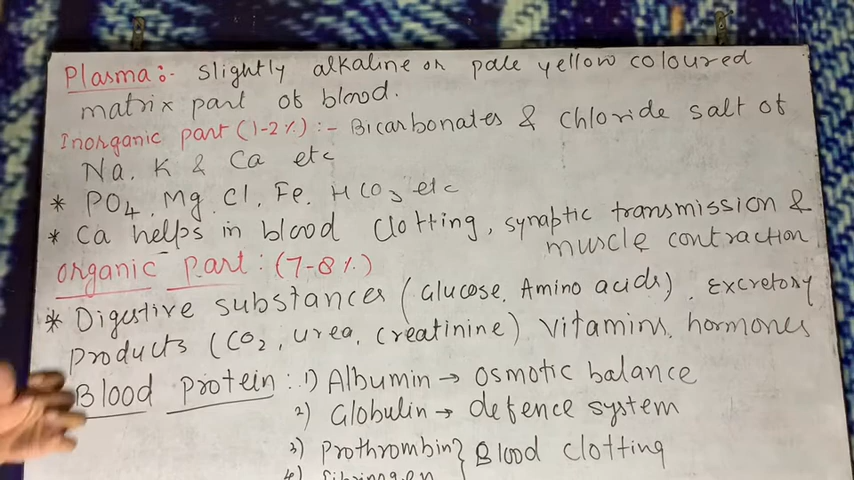 Plasma:- slightly alkaline on pale yellow coloured
matrix part of blood.
Inorganic part (1-2%) :- Bicarbonates & chloride salt of
Na, K & Ca etc
* PO4, Mg, Cl, Fe, HCO3 etc
* Ca helps in blood clotting, synaptic transmission &
muscle contraction
organic Part : (7-8%)
* Digestive substances (Glucose, Amino acids), Excretory
products (CO2, urea, creatinine) vitamins, hormones
Blood protein : 1) Albumin → osmotic balance
2) Globulin → defence system
3) Prothrombin } Blood clotting
4) Fibrinogen